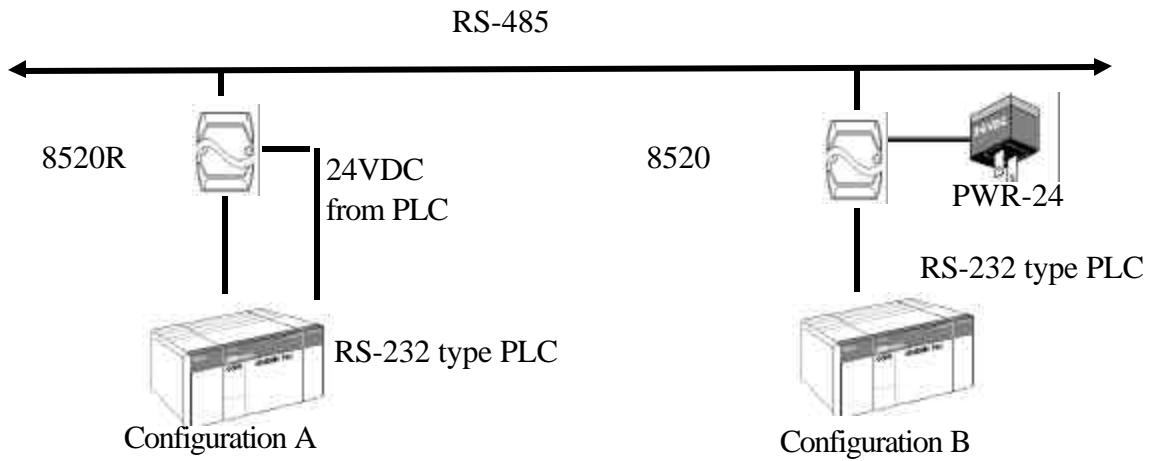 RS-485
8520R
24VDC
from PLC
8520
PWR-24
RS-232 type PLC
RS-232 type PLC
Configuration A
Configuration B